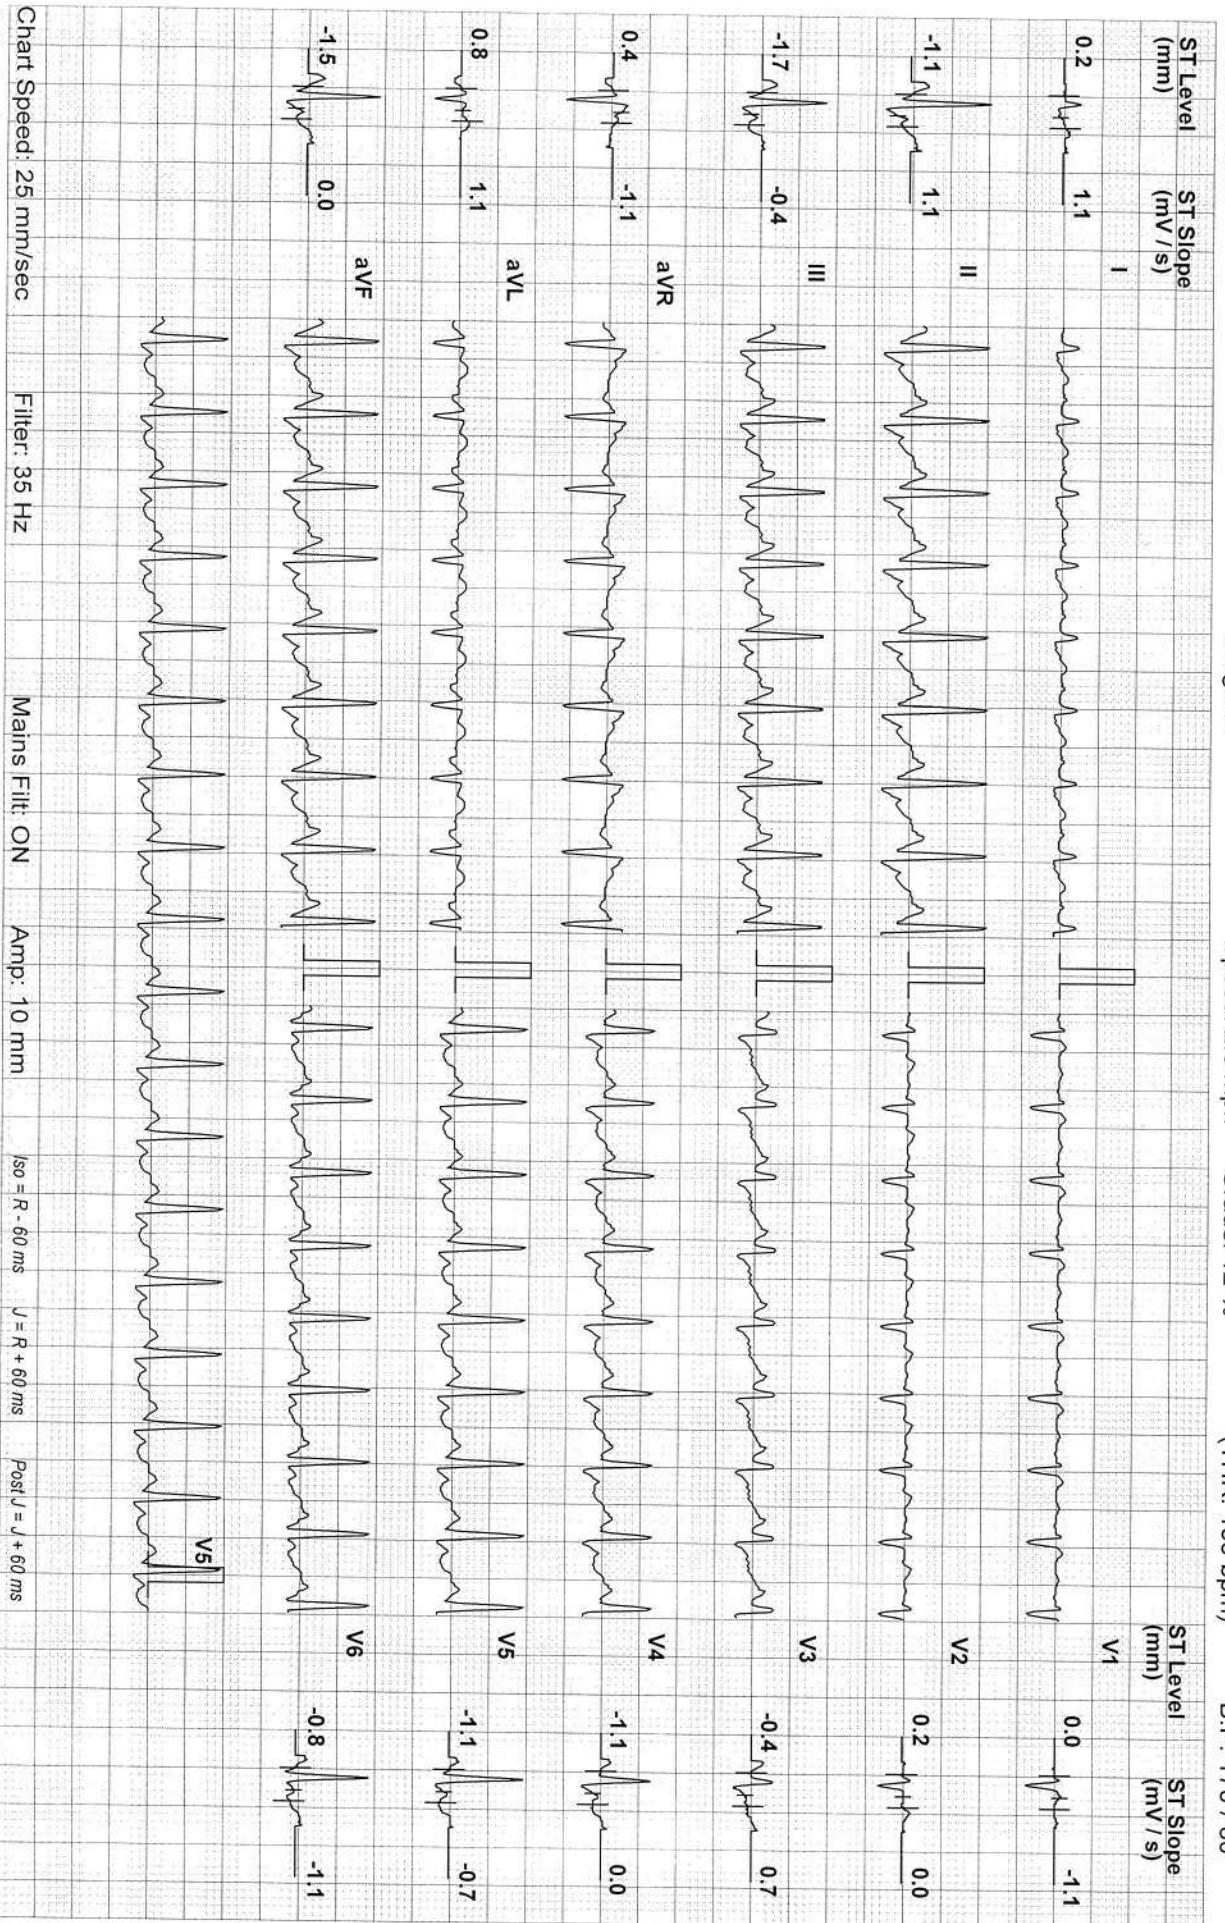 ST Level
(mm)
ST Slope
(mV / s)
I
0.2
1.1
II
-1.1
1.1
III
-1.7
-0.4
aVR
0.4
-1.1
aVL
0.8
1.1
aVF
-1.5
0.0
ST Level
(mm)
ST Slope
(mV / s)
V1
0.0
-1.1
V2
0.2
0.0
V3
-0.4
0.7
V4
-1.1
0.0
V5
-1.1
-0.7
V6
-0.8
-1.1
V5
Chart Speed: 25 mm/sec Filter: 35 Hz Mains Filt: ON Amp: 10 mm Iso = R - 60 ms J = R + 60 ms Post J = J + 60 ms